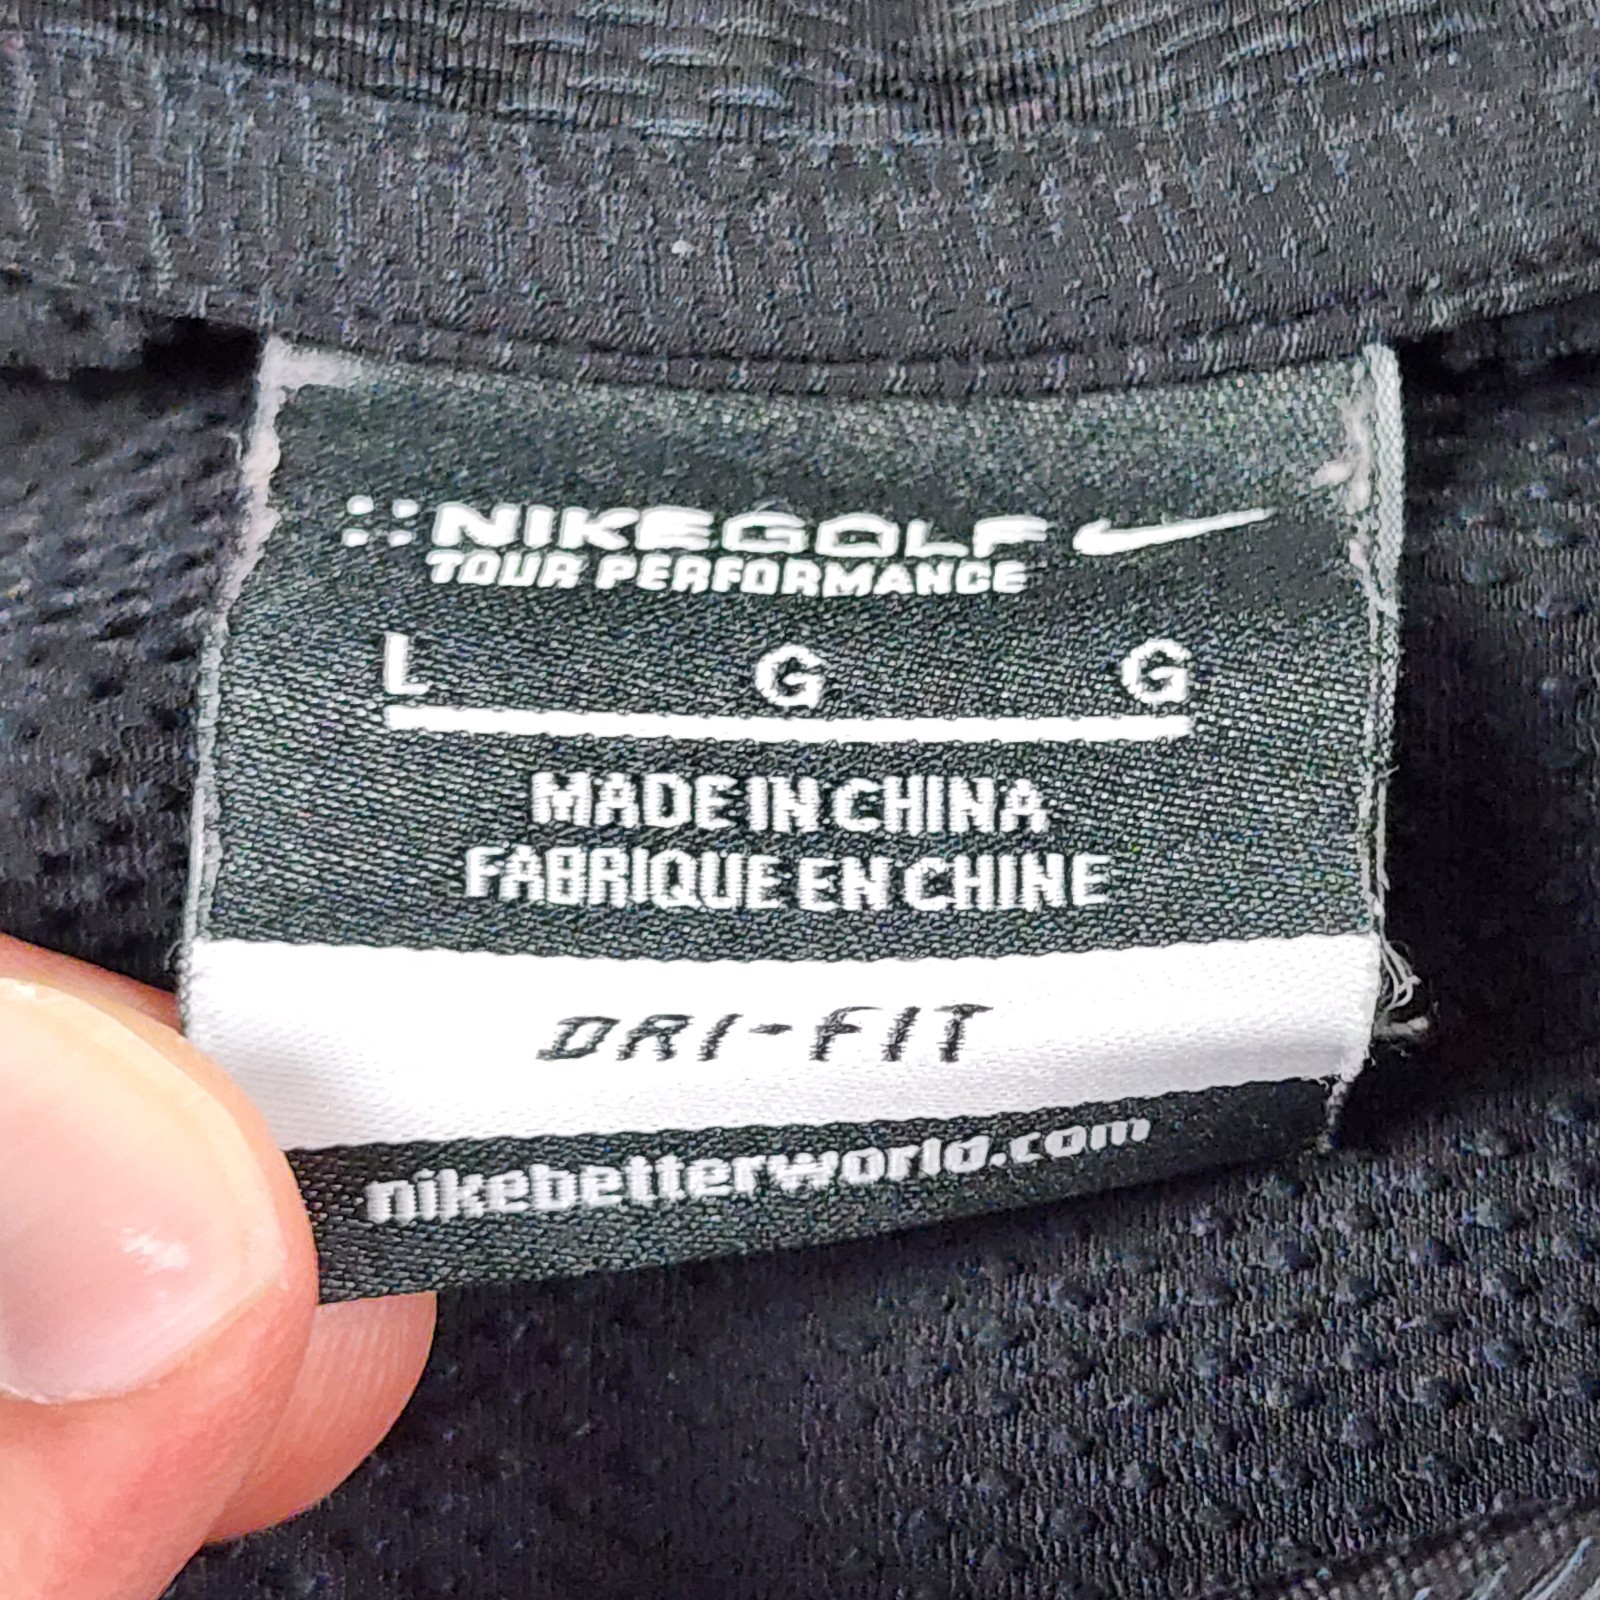 NIKEGOLF
TOUR PERFORMANCE
L G G
MADE IN CHINA
FABRIQUE EN CHINE
DRI-FIT
nikebetterworld.com